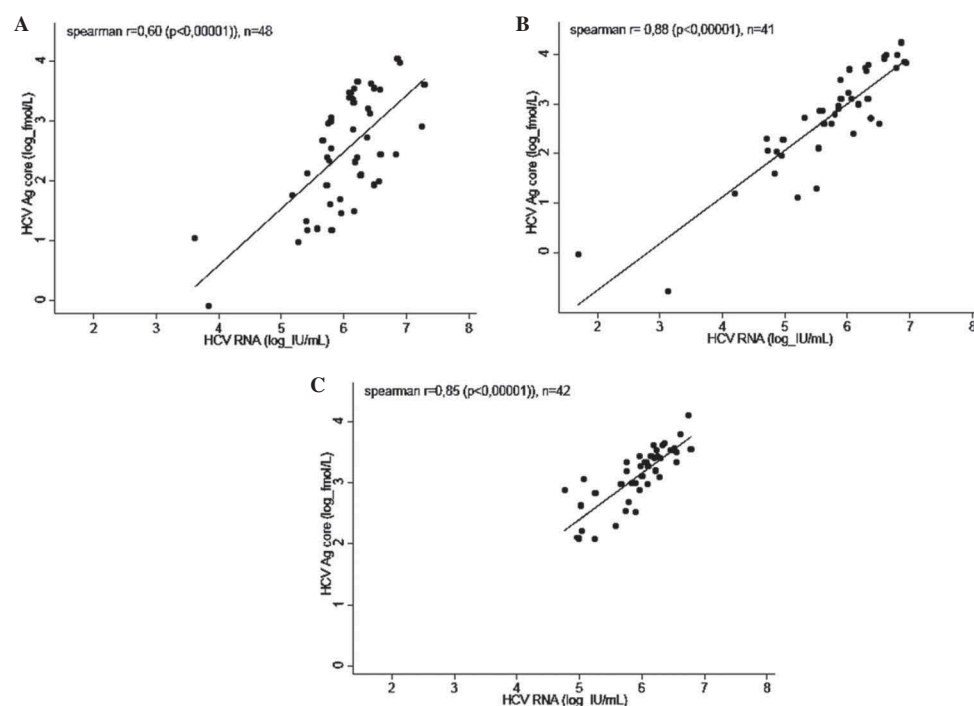 A
spearman r=0,60 (p<0,00001)), n=48
HCV Ag core (log_fmol/L)
4
3
2
1
0
2 3 4 5 6 7 8
HCV RNA (log_IU/mL)
B
spearman r= 0,88 (p<0,00001), n=41
HCV Ag core (log_fmol/L)
4
3
2
1
0
2 3 4 5 6 7 8
HCV RNA (log_IU/mL)
C
spearman r=0,85 (p<0,00001)), n=42
HCV Ag core (log_fmol/L)
4
3
2
1
0
2 3 4 5 6 7 8
HCV RNA (log_IU/mL)